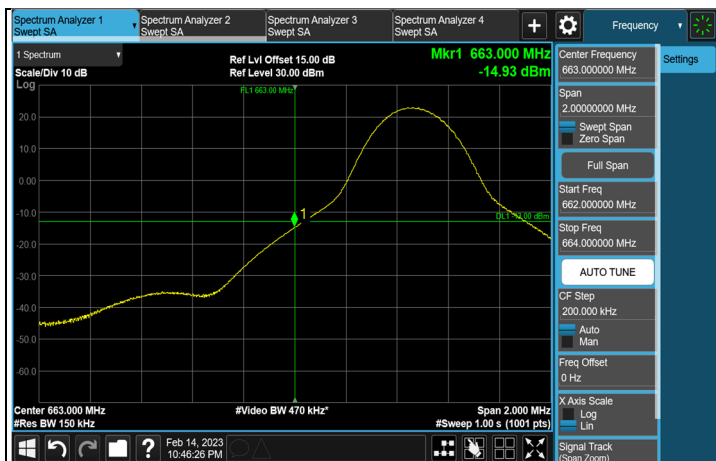 Spectrum Analyzer 1
Swept SA
Spectrum Analyzer 2
Swept SA
Spectrum Analyzer 3
Swept SA
Spectrum Analyzer 4
Swept SA
+
Frequency
1 Spectrum
Scale/Div 10 dB
Log
Ref Lvl Offset 15.00 dB
Ref Level 30.00 dBm
Mkr1 663.000 MHz
-14.93 dBm
FL1 663.00 MHz
20.0
10.0
0.00
-10.0
-20.0
-30.0
-40.0
-50.0
-60.0
1
DL1 -13.00 dBm
Center 663.000 MHz
#Res BW 150 kHz
#Video BW 470 kHz*
Span 2.000 MHz
#Sweep 1.00 s (1001 pts)
Feb 14, 2023
10:46:26 PM
?
Center Frequency
663.000000 MHz
Span
2.00000000 MHz
Swept Span
Zero Span
Full Span
Start Freq
662.000000 MHz
Stop Freq
664.000000 MHz
AUTO TUNE
CF Step
200.000 kHz
Auto
Man
Freq Offset
0 Hz
X Axis Scale
Log
Lin
Signal Track
(Span Zoom)
Settings